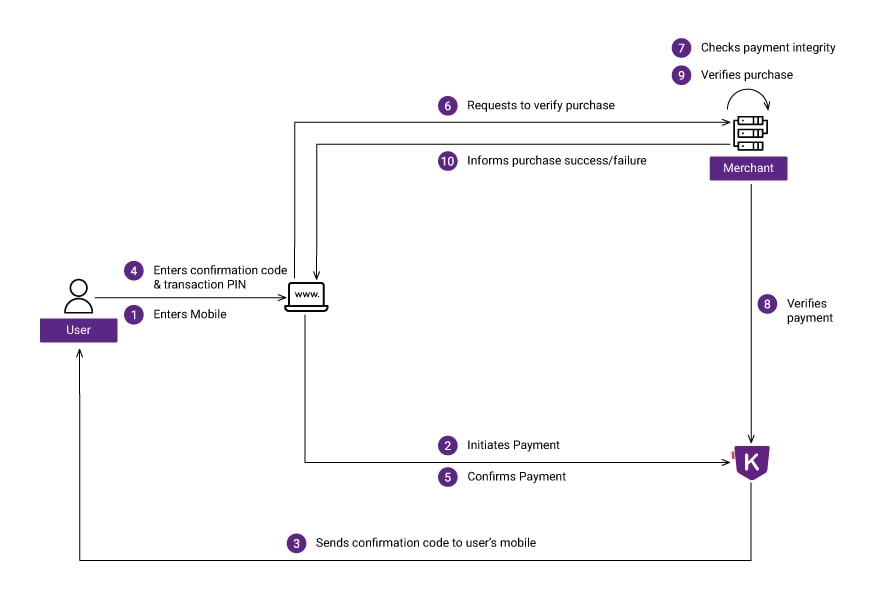 7 Checks payment integrity
9 Verifies purchase
6 Requests to verify purchase
10 Informs purchase success/failure
Merchant
4 Enters confirmation code
& transaction PIN
www.
1 Enters Mobile
User
8 Verifies
payment
2 Initiates Payment
5 Confirms Payment
K
3 Sends confirmation code to user's mobile